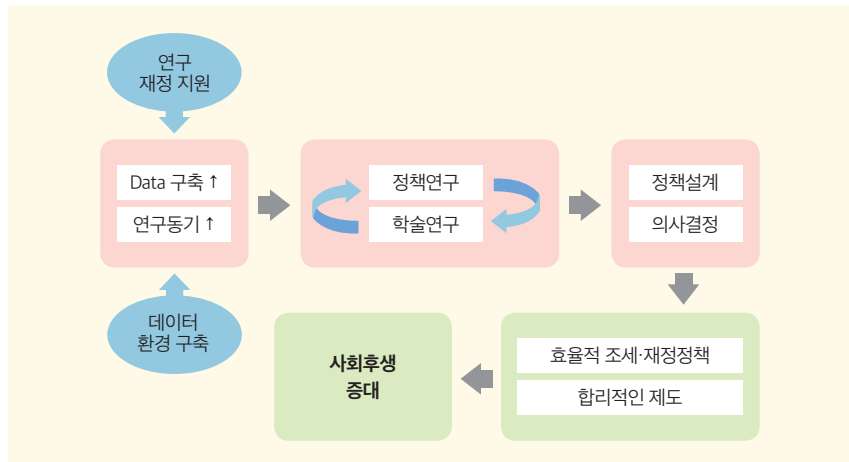 연구
재정 지원
Data 구축 ↑
연구동기 ↑
데이터
환경 구축
정책연구
학술연구
정책설계
의사결정
효율적 조세·재정정책
합리적인 제도
사회후생
증대